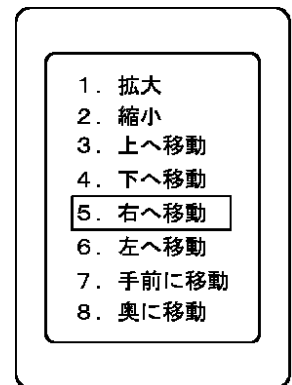 1. 拡大
2. 縮小
3. 上へ移動
4. 下へ移動
5. 右へ移動
6. 左へ移動
7. 手前に移動
8. 奥に移動